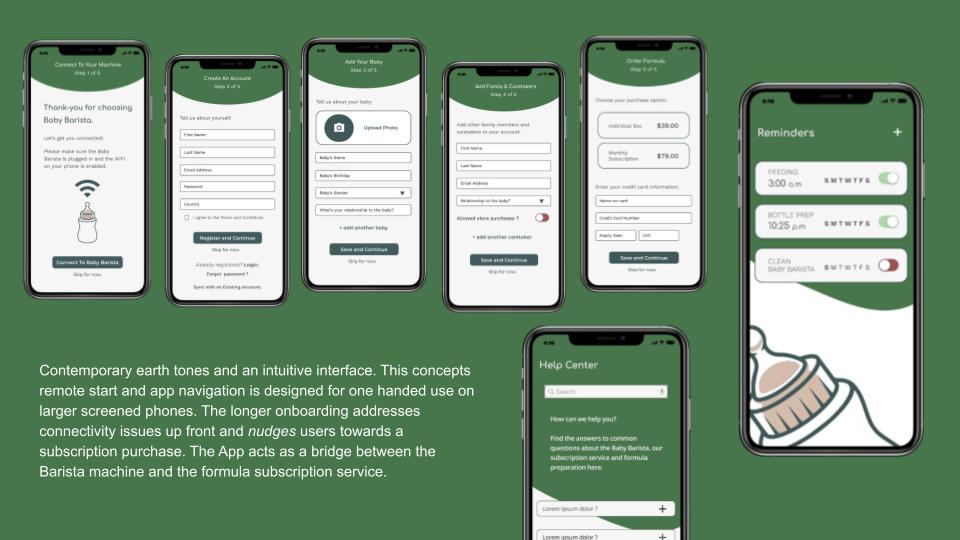 4:18
Connect To Your Machine
Step 1 of 5
Thank-you for choosing
Baby Barista.
Let's get you connected!
Please make sure the Baby
Barista is plugged in and the WiFi
on your phone is enabled.
Connect To Baby Barista
Skip for now.
4:18
Create An Account
Step 2 of 5
Tell us about yourself.
First Name
Last Name
Email Address
Password
Country
I agree to the Terms and Conditions
Register and Continue
Skip for now.
Already registered? Login.
Forgot password ?
Sync with an Existing Account.
4:18
Add Your Baby
Step 3 of 5
Tell us about your baby.
Upload Photo
Baby's Name
Baby's Birthday
Baby's Gender
What's your relationship to the baby?
+ add another baby
Save and Continue
Skip for now.
4:18
Add Family & Caretakers
Step 4 of 5
Add other family members and
caretakers to your account.
First Name
Last Name
Email Address
Relationship to the baby?
Allowed store purchases ?
+ add another caretaker
Save and Continue
Skip for now.
4:18
Order Formula
Step 5 of 5
Choose your purchase option:
Individual Box $39.00
Monthly
Subscription $79.00
Enter your credit card information:
Name on card
Credit Card Number
Expiry Date CVC
Save and Continue
Skip for now.
4:18
Reminders +
FEEDING
3:00 a.m S M T W T F S
BOTTLE PREP
10:25 p.m S M T W T F S
CLEAN
BABY BARISTA S M T W T F S
Contemporary earth tones and an intuitive interface. This concepts
remote start and app navigation is designed for one handed use on
larger screened phones. The longer onboarding addresses
connectivity issues up front and nudges users towards a
subscription purchase. The App acts as a bridge between the
Barista machine and the formula subscription service.
4:18
Help Center
Search
How can we help you?
Find the answers to common
questions about the Baby Barista, our
subscription service and formula
preparation here.
Lorem ipsum dolor ? +
Lorem ipsum dolor ? +